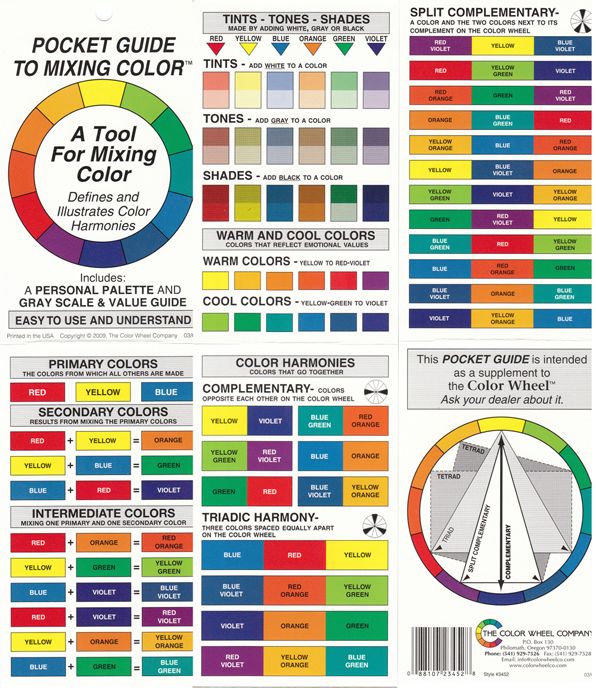 POCKET GUIDE
TO MIXING COLOR™
A Tool
For Mixing
Color
Defines and
Illustrates Color
Harmonies
Includes:
A PERSONAL PALETTE AND
GRAY SCALE & VALUE GUIDE
EASY TO USE AND UNDERSTAND
Printed in the USA Copyright © 2009, The Color Wheel Company
TINTS - TONES - SHADES
MADE BY ADDING WHITE, GRAY OR BLACK
RED YELLOW BLUE ORANGE GREEN VIOLET
TINTS - ADD WHITE TO A COLOR
TONES - ADD GRAY TO A COLOR
SHADES - ADD BLACK TO A COLOR
WARM AND COOL COLORS
COLORS THAT REFLECT EMOTIONAL VALUES
WARM COLORS - YELLOW TO RED-VIOLET
COOL COLORS - YELLOW-GREEN TO VIOLET
SPLIT COMPLEMENTARY-
A COLOR AND THE TWO COLORS NEXT TO ITS
COMPLEMENT ON THE COLOR WHEEL
RED VIOLET YELLOW BLUE VIOLET
RED YELLOW GREEN VIOLET
RED ORANGE GREEN RED VIOLET
ORANGE BLUE GREEN RED
YELLOW ORANGE BLUE RED ORANGE
YELLOW BLUE VIOLET ORANGE
YELLOW GREEN VIOLET YELLOW ORANGE
GREEN RED VIOLET YELLOW
BLUE GREEN RED YELLOW GREEN
BLUE RED ORANGE GREEN
BLUE VIOLET ORANGE BLUE GREEN
VIOLET YELLOW ORANGE BLUE
PRIMARY COLORS
THE COLORS FROM WHICH ALL OTHERS ARE MADE
RED YELLOW BLUE
SECONDARY COLORS
RESULTS FROM MIXING THE PRIMARY COLORS
RED + YELLOW = ORANGE
YELLOW + BLUE = GREEN
BLUE + RED = VIOLET
INTERMEDIATE COLORS
MIXING ONE PRIMARY AND ONE SECONDARY COLOR
RED + ORANGE = RED ORANGE
YELLOW + GREEN = YELLOW GREEN
BLUE + VIOLET = BLUE VIOLET
RED + VIOLET = RED VIOLET
YELLOW + ORANGE = YELLOW ORANGE
BLUE + GREEN = BLUE GREEN
COLOR HARMONIES
COLORS THAT GO TOGETHER
COMPLEMENTARY- COLORS
OPPOSITE EACH OTHER ON THE COLOR WHEEL
YELLOW VIOLET BLUE GREEN RED ORANGE
YELLOW GREEN RED VIOLET BLUE ORANGE
GREEN RED BLUE VIOLET YELLOW ORANGE
TRIADIC HARMONY-
THREE COLORS SPACED EQUALLY APART
ON THE COLOR WHEEL
BLUE RED YELLOW
BLUE VIOLET RED ORANGE YELLOW GREEN
VIOLET ORANGE GREEN
RED VIOLET YELLOW ORANGE BLUE GREEN
This POCKET GUIDE is intended
as a supplement to
the Color Wheel™
Ask your dealer about it.
TETRAD
TETRAD
TRIAD
SPLIT COMPLEMENTARY
COMPLEMENTARY
THE COLOR WHEEL COMPANY
P.O. Box 130
Philomath, Oregon 97370-0130
Phone: (541) 929-7526 Fax: (541) 929-7528
Email: info@colorwheelco.com
www.colorwheelco.com
0 88107 23452 8
Style #3452